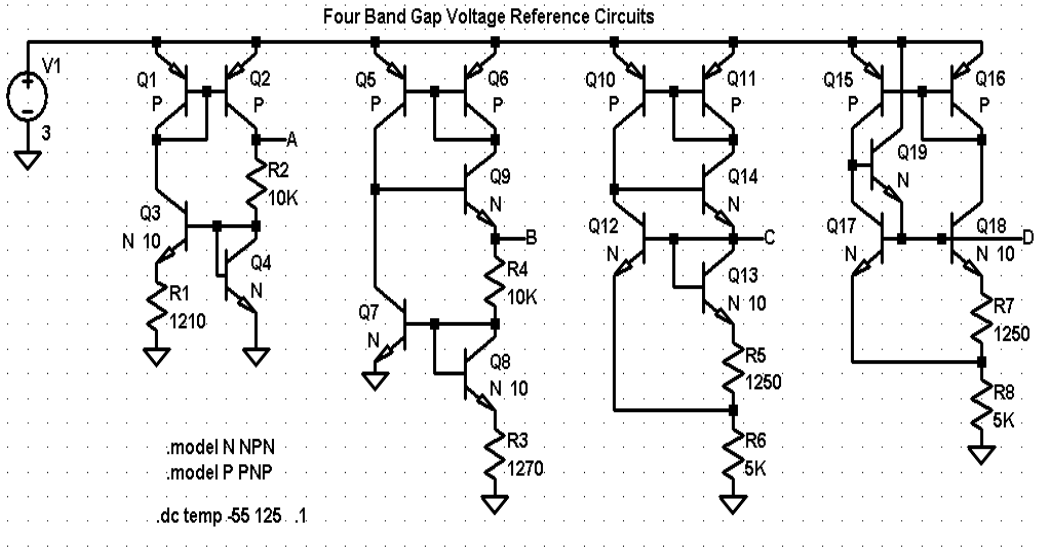 Four Band Gap Voltage Reference Circuits
V1
3
Q1
P
Q2
P
A
R2
10K
Q3
N 10
Q4
N
R1
1210
Q5
P
Q6
P
Q9
N
B
R4
10K
Q7
N
Q8
N 10
R3
1270
Q10
P
Q11
P
Q14
N
Q12
N
C
Q13
N 10
R5
1250
R6
5K
Q15
P
Q16
P
Q19
N
Q17
N
Q18
N 10
D
R7
1250
R8
5K
.model N NPN
.model P PNP
.dc temp -55 125 .1